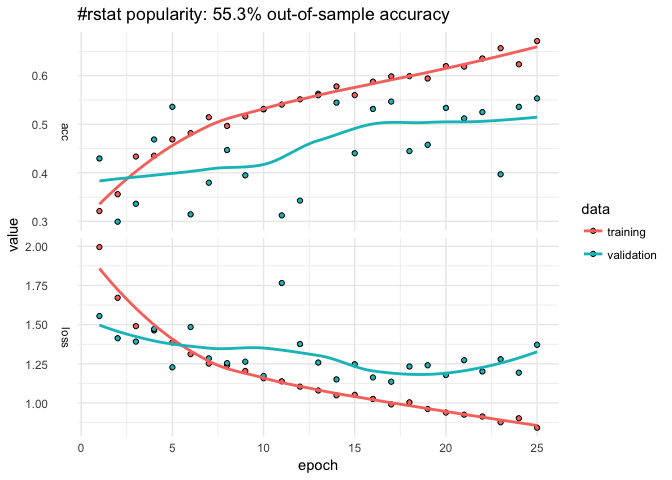 #rstat popularity: 55.3% out-of-sample accuracy
0.6
0.5
0.4
0.3
acc
value
2.00
1.75
1.50
1.25
1.00
loss
0 5 10 15 20 25
epoch
data
training
validation